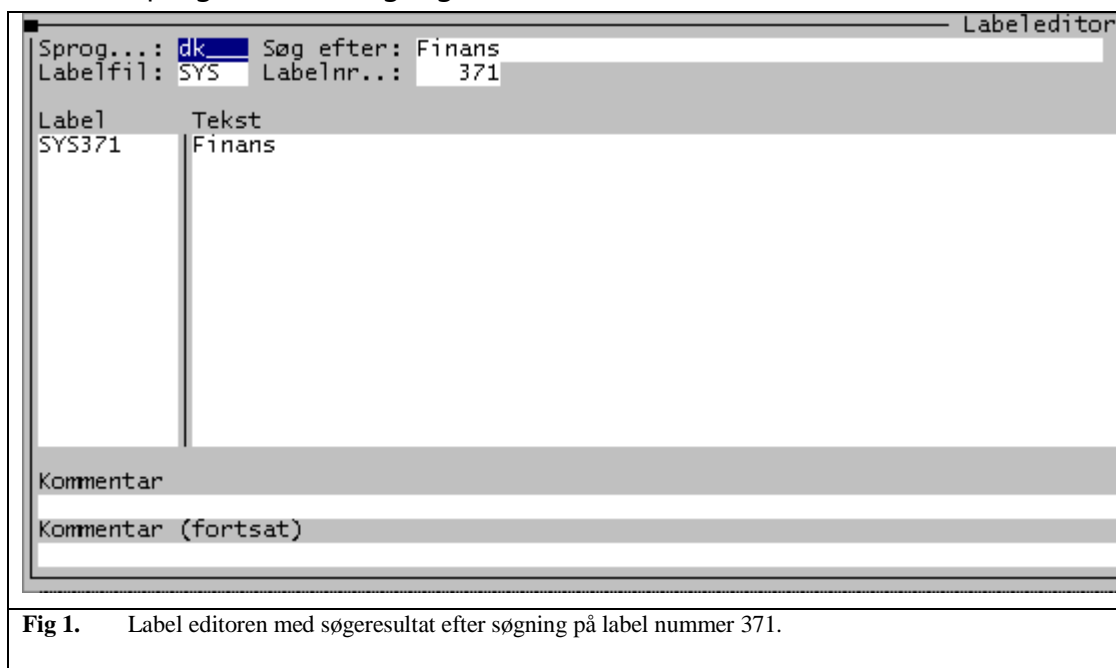 Labeleditor
Sprog...: dk___ Søg efter: Finans
Labelfil: SYS Labelnr..: 371
Label Tekst
SYS371 Finans
Kommentar
Kommentar (fortsat)
Fig 1. Label editoren med søgeresultat efter søgning på label nummer 371.